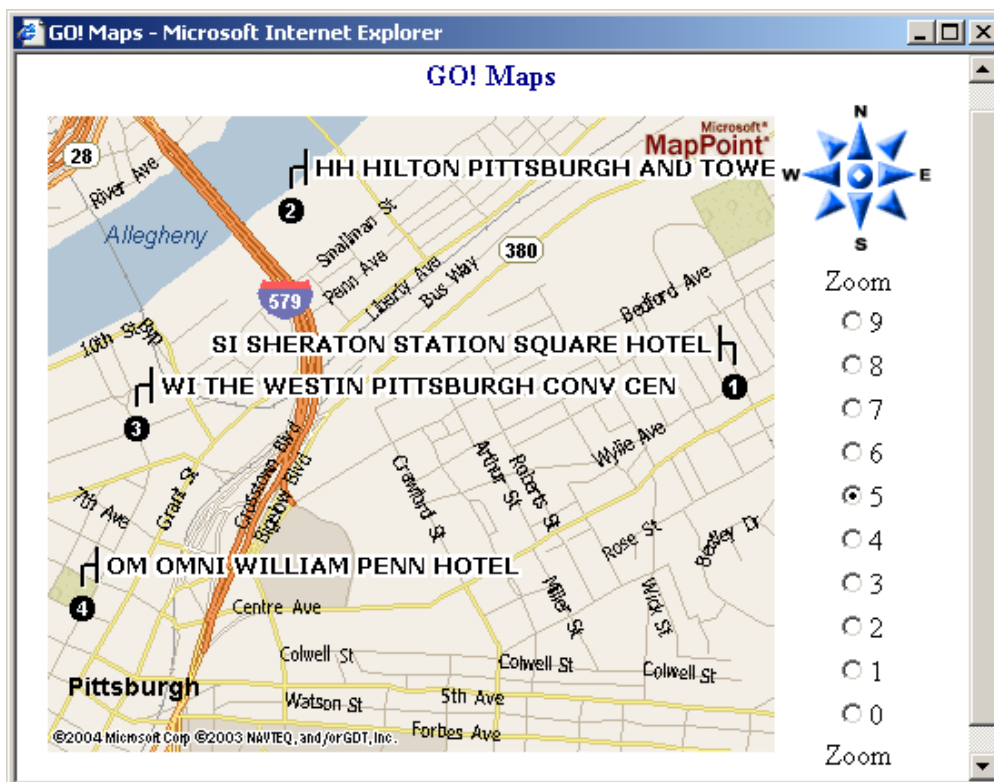 GO! Maps - Microsoft Internet Explorer
GO! Maps
Microsoft®
MapPoint®
N
W
E
S
28
River Ave
HH HILTON PITTSBURGH AND TOWE
2
Allegheny
Smallman St
Penn Ave
Liberty Ave
Bus Way
380
579
Bedford Ave
10th St Byp
SI SHERATON STATION SQUARE HOTEL
1
WI THE WESTIN PITTSBURGH CONV CEN
3
Crosstown Blvd
Bigelow Blvd
Grant St
7th Ave
Crawford St
Arthur St
Roberts St
Wylie Ave
Rose St
Bedley Dr
OM OMNI WILLIAM PENN HOTEL
4
Centre Ave
Miller St
Wick St
Colwell St
Colwell St
Colwell St
Pittsburgh
Watson St
5th Ave
Forbes Ave
©2004 Microsoft Corp ©2003 NAVTEQ, and/or GDT, Inc.
Zoom
9
8
7
6
5
4
3
2
1
0
Zoom